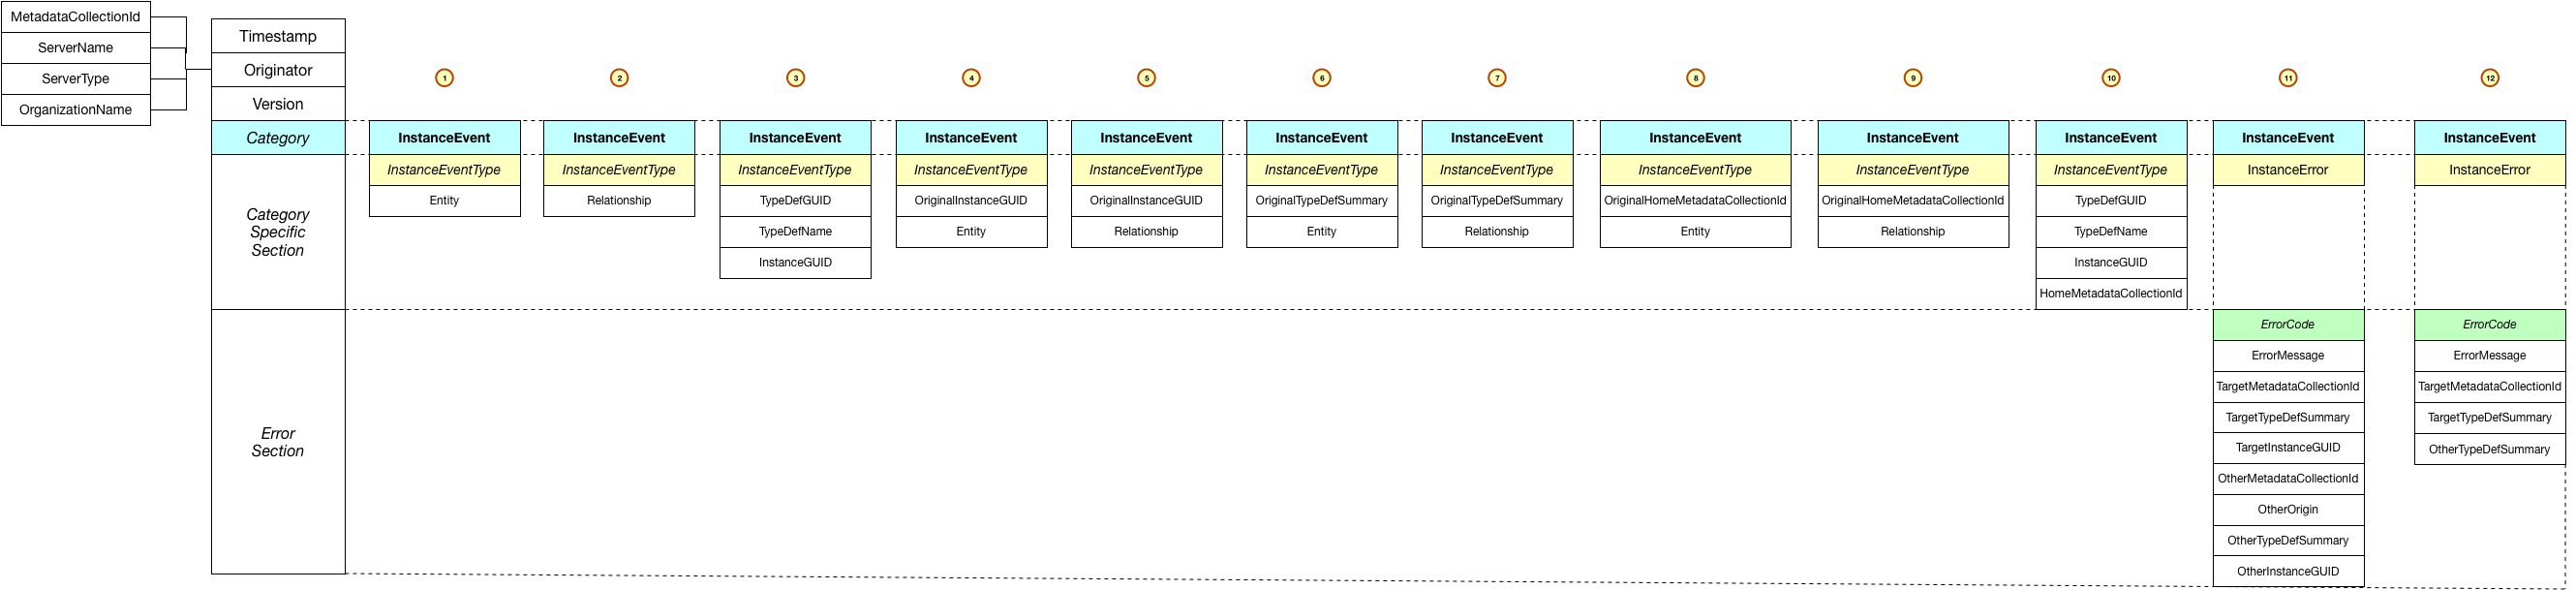 MetadataCollectionId
ServerName
ServerType
OrganizationName
Timestamp
Originator
Version
Category
Category
Specific
Section
Error
Section
1
InstanceEvent
InstanceEventType
Entity
2
InstanceEvent
InstanceEventType
Relationship
3
InstanceEvent
InstanceEventType
TypeDefGUID
TypeDefName
InstanceGUID
4
InstanceEvent
InstanceEventType
OriginalInstanceGUID
Entity
5
InstanceEvent
InstanceEventType
OriginalInstanceGUID
Relationship
6
InstanceEvent
InstanceEventType
OriginalTypeDefSummary
Entity
7
InstanceEvent
InstanceEventType
OriginalTypeDefSummary
Relationship
8
InstanceEvent
InstanceEventType
OriginalHomeMetadataCollectionId
Entity
9
InstanceEvent
InstanceEventType
OriginalHomeMetadataCollectionId
Relationship
10
InstanceEvent
InstanceEventType
TypeDefGUID
TypeDefName
InstanceGUID
HomeMetadataCollectionId
11
InstanceEvent
InstanceError
ErrorCode
ErrorMessage
TargetMetadataCollectionId
TargetTypeDefSummary
TargetInstanceGUID
OtherMetadataCollectionId
OtherOrigin
OtherTypeDefSummary
OtherInstanceGUID
12
InstanceEvent
InstanceError
ErrorCode
ErrorMessage
TargetMetadataCollectionId
TargetTypeDefSummary
OtherTypeDefSummary